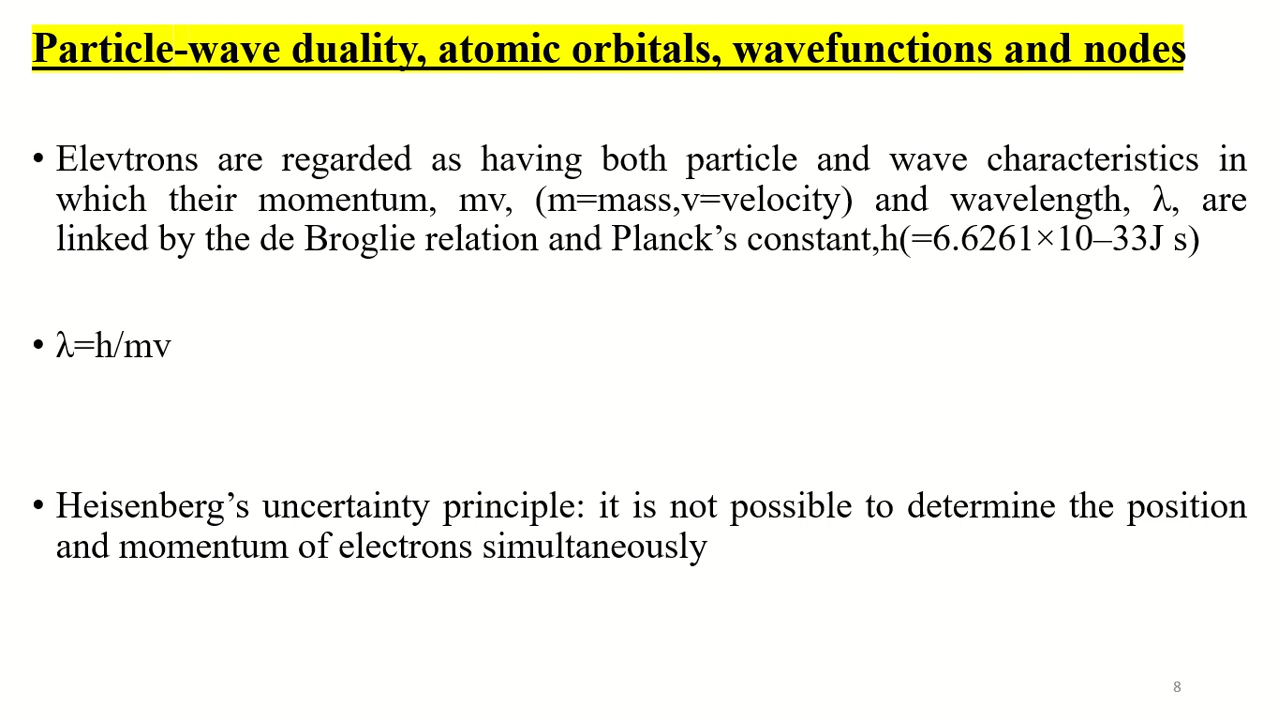 Particle-wave duality, atomic orbitals, wavefunctions and nodes
• Elevtrons are regarded as having both particle and wave characteristics in
which their momentum, mv, (m=mass,v=velocity) and wavelength, λ, are
linked by the de Broglie relation and Planck’s constant,h(=6.6261×10–33J s)
• λ=h/mv
• Heisenberg’s uncertainty principle: it is not possible to determine the position
and momentum of electrons simultaneously
8